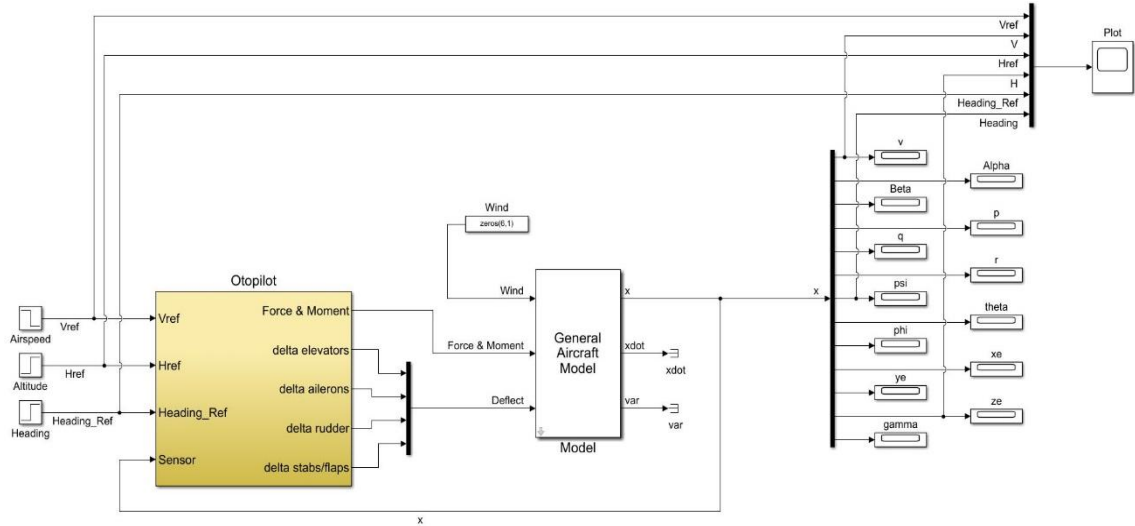 Plot
Vref
V
Href
H
Heading_Ref
Heading
v
Alpha
Beta
p
q
r
psi
theta
phi
xe
ye
ze
gamma
x
Wind
zeros(6,1)
Otopilot
Vref
Href
Heading_Ref
Sensor
Force & Moment
delta elevators
delta ailerons
delta rudder
delta stabs/flaps
Airspeed
Vref
Altitude
Href
Heading
Heading_Ref
Wind
Force & Moment
Deflect
General
Aircraft
Model
Model
x
xdot
var
xdot
var
x